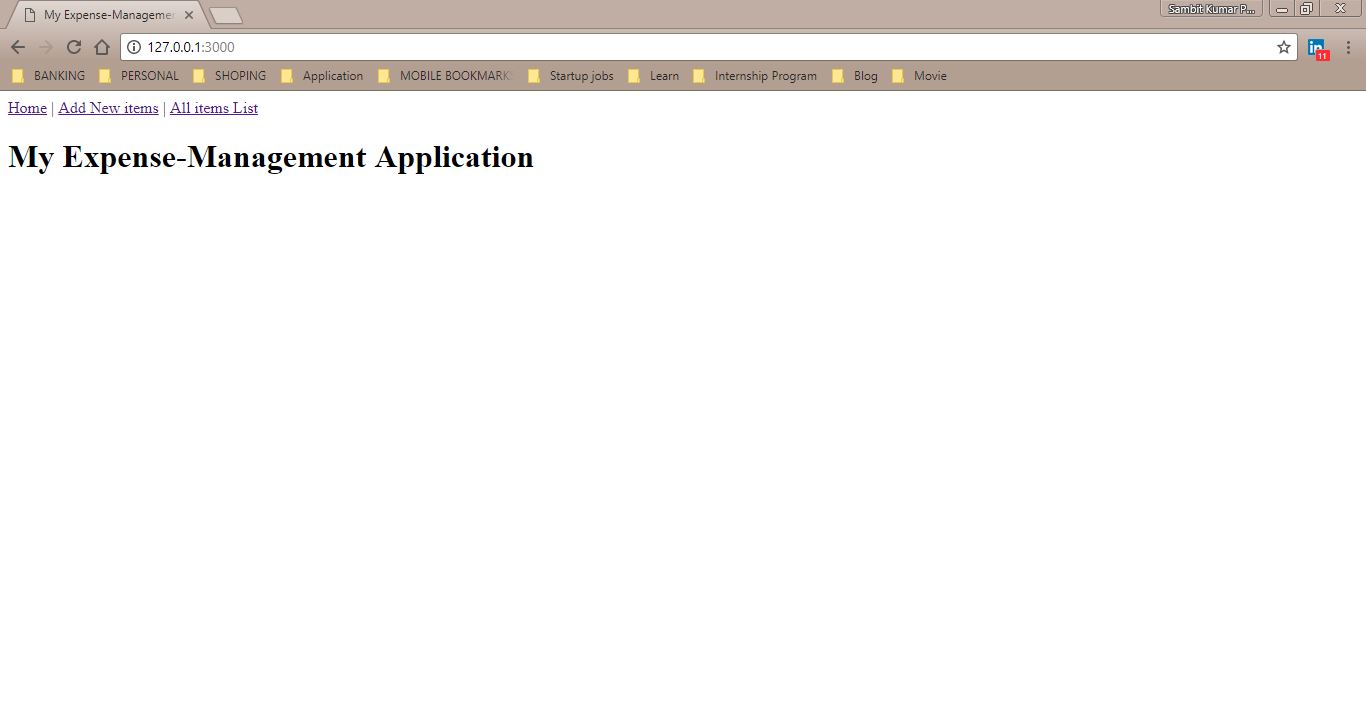 My Expense-Managemen
Sambit Kumar P...
127.0.0.1:3000
in 11
BANKING PERSONAL SHOPING Application MOBILE BOOKMARKS Startup jobs Learn Internship Program Blog Movie
Home | Add New items | All items List
My Expense-Management Application